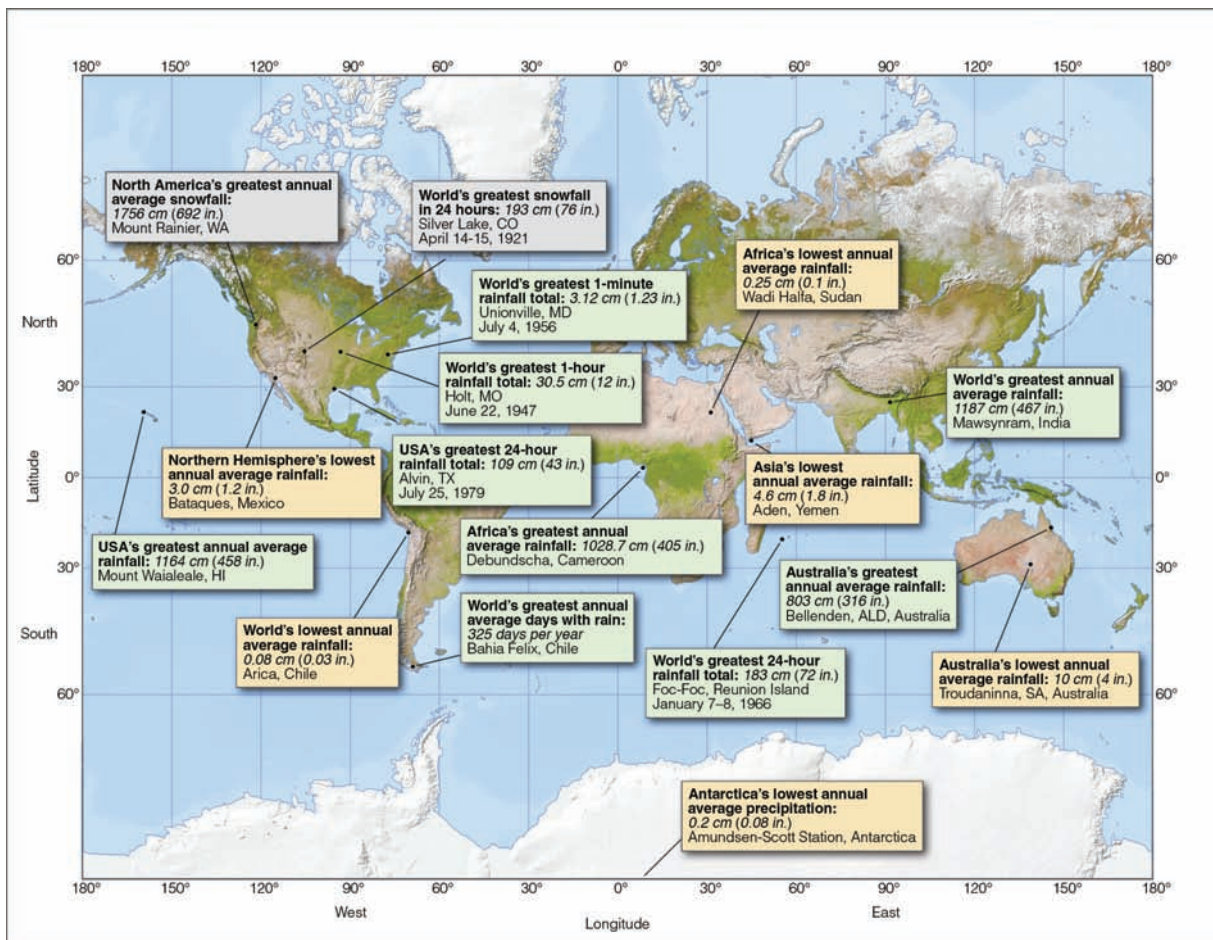 180° 150° 120° 90° 60° 30° 0° 30° 60° 90° 120° 150° 180°
North America's greatest annual
average snowfall:
1756 cm (692 in.)
Mount Rainier, WA
World's greatest snowfall
in 24 hours: 193 cm (76 in.)
Silver Lake, CO
April 14-15, 1921
60°
60°
Africa's lowest annual
average rainfall:
0.25 cm (0.1 in.)
Wadi Halfa, Sudan
World's greatest 1-minute
rainfall total: 3.12 cm (1.23 in.)
Unionville, MD
July 4, 1956
North
World's greatest 1-hour
rainfall total: 30.5 cm (12 in.)
Holt, MO
June 22, 1947
30°
30°
World's greatest annual
average rainfall:
1187 cm (467 in.)
Mawsynram, India
Northern Hemisphere's lowest
annual average rainfall:
3.0 cm (1.2 in.)
Bataques, Mexico
USA's greatest 24-hour
rainfall total: 109 cm (43 in.)
Alvin, TX
July 25, 1979
Asia's lowest
annual average rainfall:
4.6 cm (1.8 in.)
Aden, Yemen
Latitude
0°
0°
USA's greatest annual average
rainfall: 1164 cm (458 in.)
Mount Waialeale, HI
Africa's greatest annual
average rainfall: 1028.7 cm (405 in.)
Debundscha, Cameroon
30°
30°
Australia's greatest
annual average rainfall:
803 cm (316 in.)
Bellenden, ALD, Australia
South
World's lowest annual
average rainfall:
0.08 cm (0.03 in.)
Arica, Chile
World's greatest annual
average days with rain:
325 days per year
Bahia Felix, Chile
World's greatest 24-hour
rainfall total: 183 cm (72 in.)
Foc-Foc, Reunion Island
January 7–8, 1966
Australia's lowest annual
average rainfall: 10 cm (4 in.)
Troudaninna, SA, Australia
60°
60°
Antarctica's lowest annual
average precipitation:
0.2 cm (0.08 in.)
Amundsen-Scott Station, Antarctica
180° 150° 120° 90° 60° 30° 0° 30° 60° 90° 120° 150° 180°
West
Longitude
East